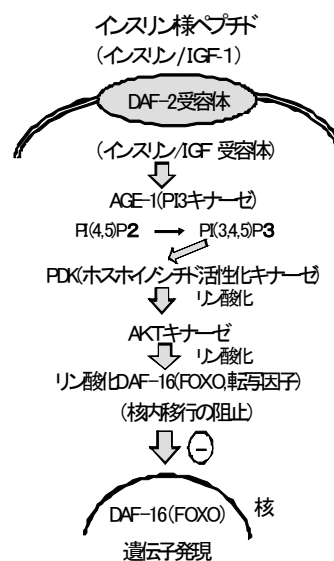 インスリン様ペプチド
(インスリン/IGF-1)
DAF-2受容体
(インスリン/IGF 受容体)
AGE-1(PI3キナーゼ)
PI(4,5)P2 → PI(3,4,5)P3
PDK(ホスホイノシチド活性化キナーゼ)
リン酸化
AKTキナーゼ
リン酸化
リン酸化DAF-16(FOXO,転写因子)
(核内移行の阻止)
−
DAF-16(FOXO) 核
遺伝子発現